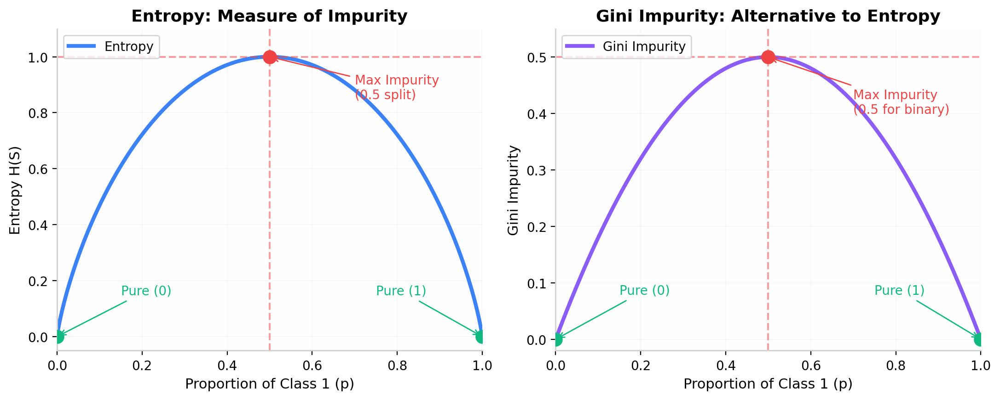 Entropy: Measure of Impurity
Entropy
Max Impurity
(0.5 split)
Pure (0)
Pure (1)
Entropy H(S)
1.0
0.8
0.6
0.4
0.2
0.0
0.0 0.2 0.4 0.6 0.8 1.0
Proportion of Class 1 (p)
Gini Impurity: Alternative to Entropy
Gini Impurity
Max Impurity
(0.5 for binary)
Pure (0)
Pure (1)
Gini Impurity
0.5
0.4
0.3
0.2
0.1
0.0
0.0 0.2 0.4 0.6 0.8 1.0
Proportion of Class 1 (p)